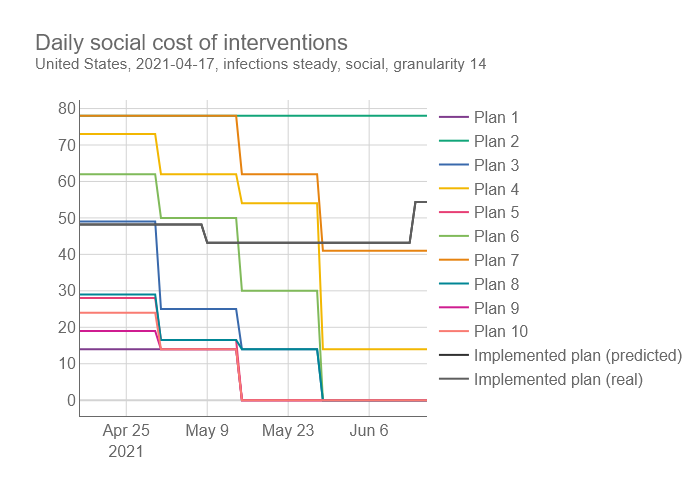 Daily social cost of interventions
United States, 2021-04-17, infections steady, social, granularity 14
80
70
60
50
40
30
20
10
0
Apr 25
2021
May 9
May 23
Jun 6
Plan 1
Plan 2
Plan 3
Plan 4
Plan 5
Plan 6
Plan 7
Plan 8
Plan 9
Plan 10
Implemented plan (predicted)
Implemented plan (real)